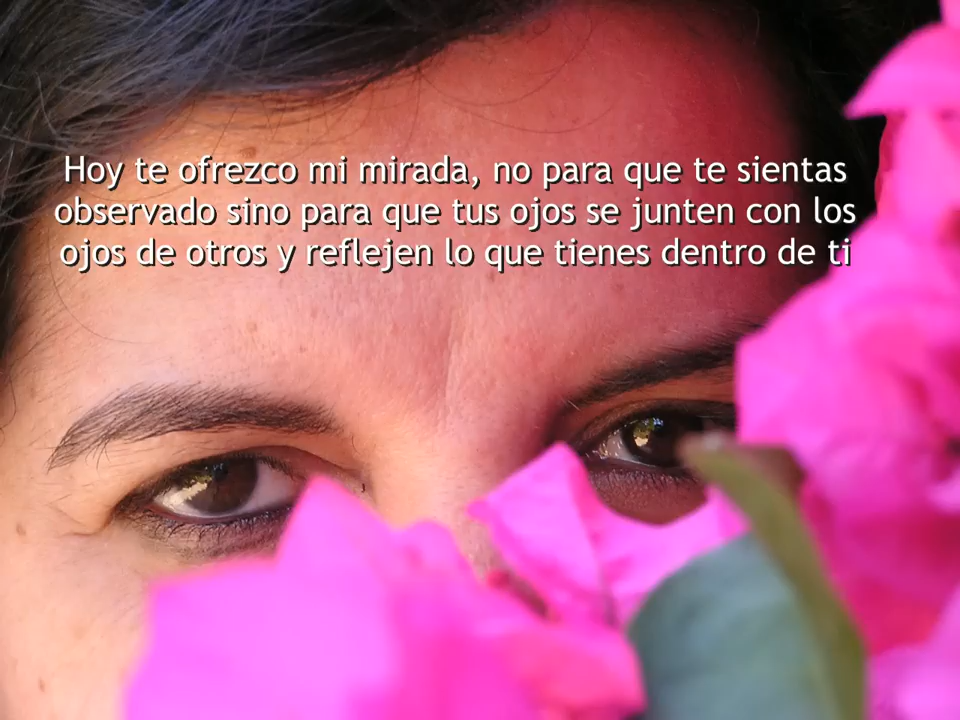 Hoy te ofrezco mi mirada, no para que te sientas
observado sino para que tus ojos se junten con los
ojos de otros y reflejen lo que tienes dentro de ti